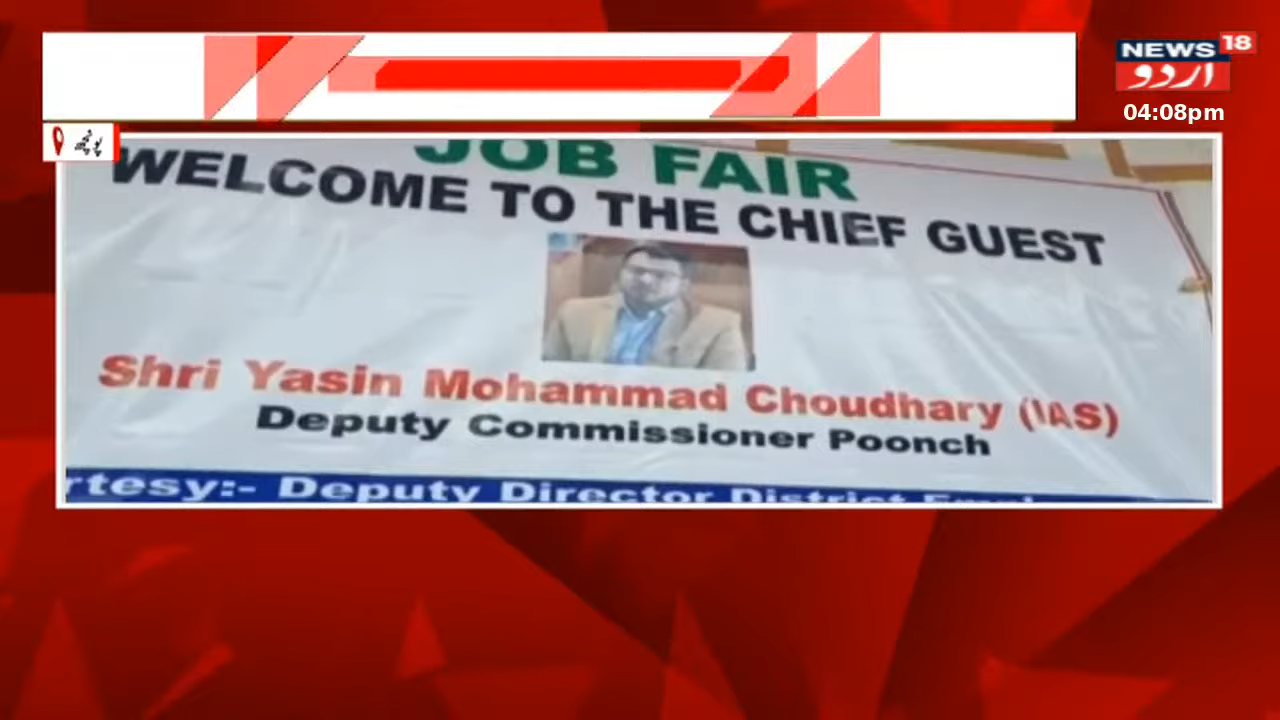 NEWS 18
اردو
04:08pm
پونچھ
JOB FAIR
WELCOME TO THE CHIEF GUEST
Shri Yasin Mohammad Choudhary (IAS)
Deputy Commissioner Poonch
rtesy:- Deputy Director District